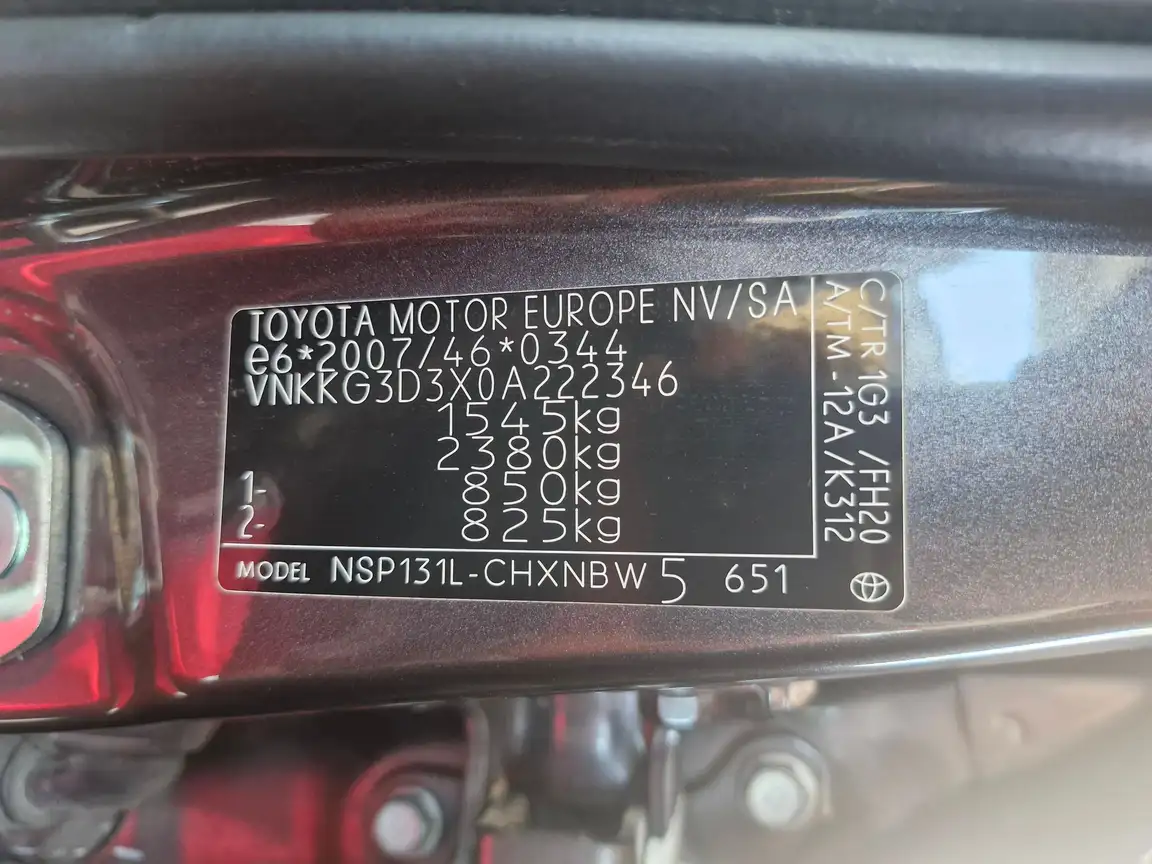 TOYOTA MOTOR EUROPE NV/SA
e6*2007/46*0344
VNKKG3D3X0A222346
1545kg
2380kg
1- 850kg
2- 825kg
MODEL NSP131L-CHXNBW 5 651
C/TR 1G3 /FH20
A/TM -12A/K312